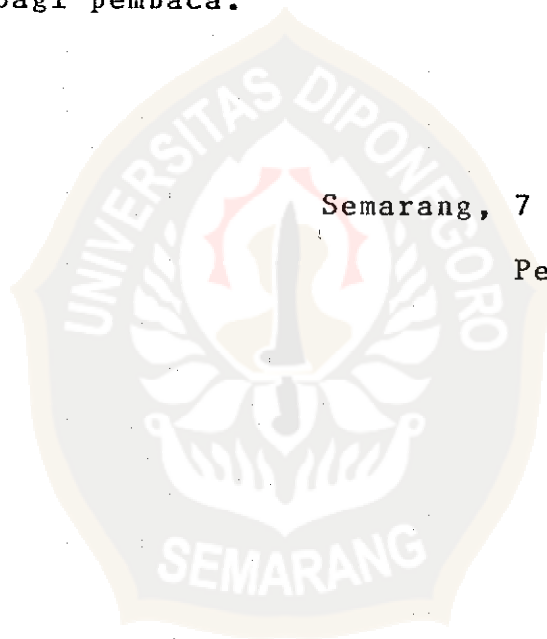 bagi pembaca.
Semarang, 7
Pe
UNIVERSITAS DIPONEGORO
SEMARANG